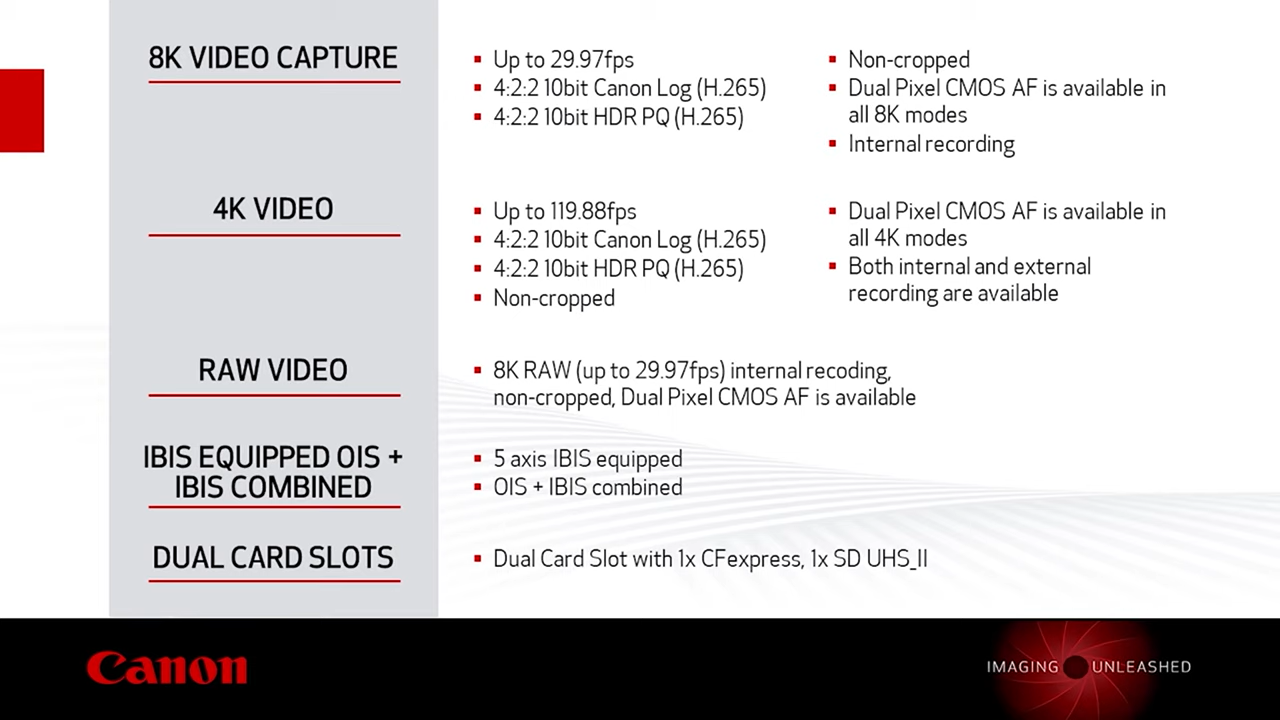 8K VIDEO CAPTURE
▪ Up to 29.97fps
▪ 4:2:2 10bit Canon Log (H.265)
▪ 4:2:2 10bit HDR PQ (H.265)
▪ Non-cropped
▪ Dual Pixel CMOS AF is available in
all 8K modes
▪ Internal recording
4K VIDEO
▪ Up to 119.88fps
▪ 4:2:2 10bit Canon Log (H.265)
▪ 4:2:2 10bit HDR PQ (H.265)
▪ Non-cropped
▪ Dual Pixel CMOS AF is available in
all 4K modes
▪ Both internal and external
recording are available
RAW VIDEO
▪ 8K RAW (up to 29.97fps) internal recoding,
non-cropped, Dual Pixel CMOS AF is available
IBIS EQUIPPED OIS +
IBIS COMBINED
▪ 5 axis IBIS equipped
▪ OIS + IBIS combined
DUAL CARD SLOTS
▪ Dual Card Slot with 1x CFexpress, 1x SD UHS_II
Canon
IMAGING UNLEASHED